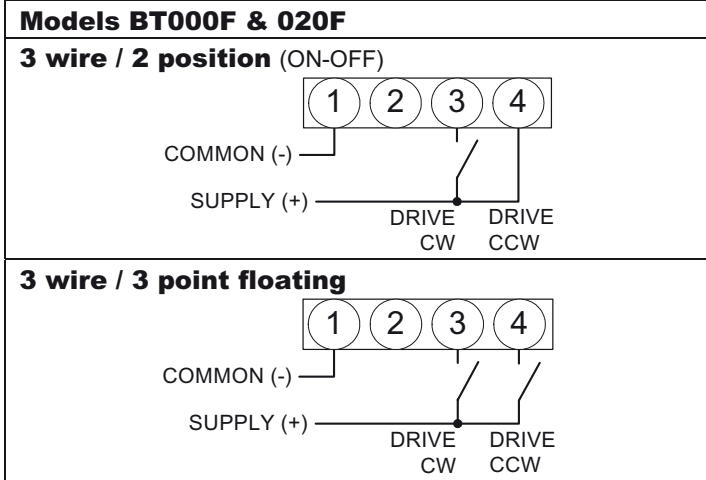 Models BT000F & 020F
3 wire / 2 position (ON-OFF)
1 2 3 4
COMMON (-)
SUPPLY (+)
DRIVE DRIVE
CW CCW
3 wire / 3 point floating
1 2 3 4
COMMON (-)
SUPPLY (+)
DRIVE DRIVE
CW CCW